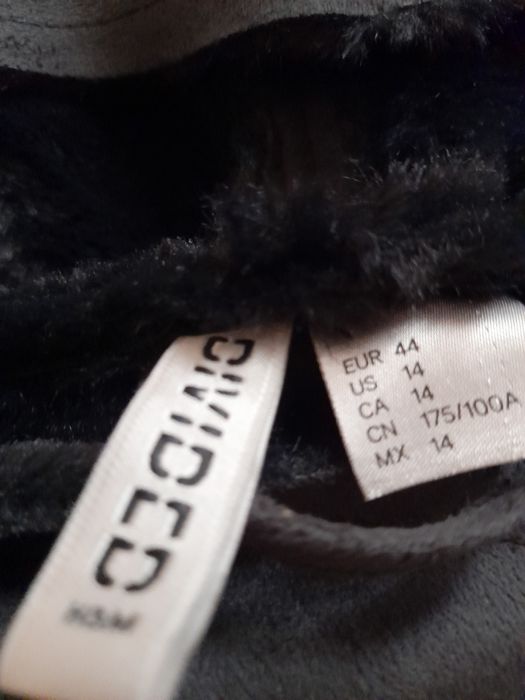 DIVIDED
H&M
EUR 44
US 14
CA 14
CN 175/100A
MX 14